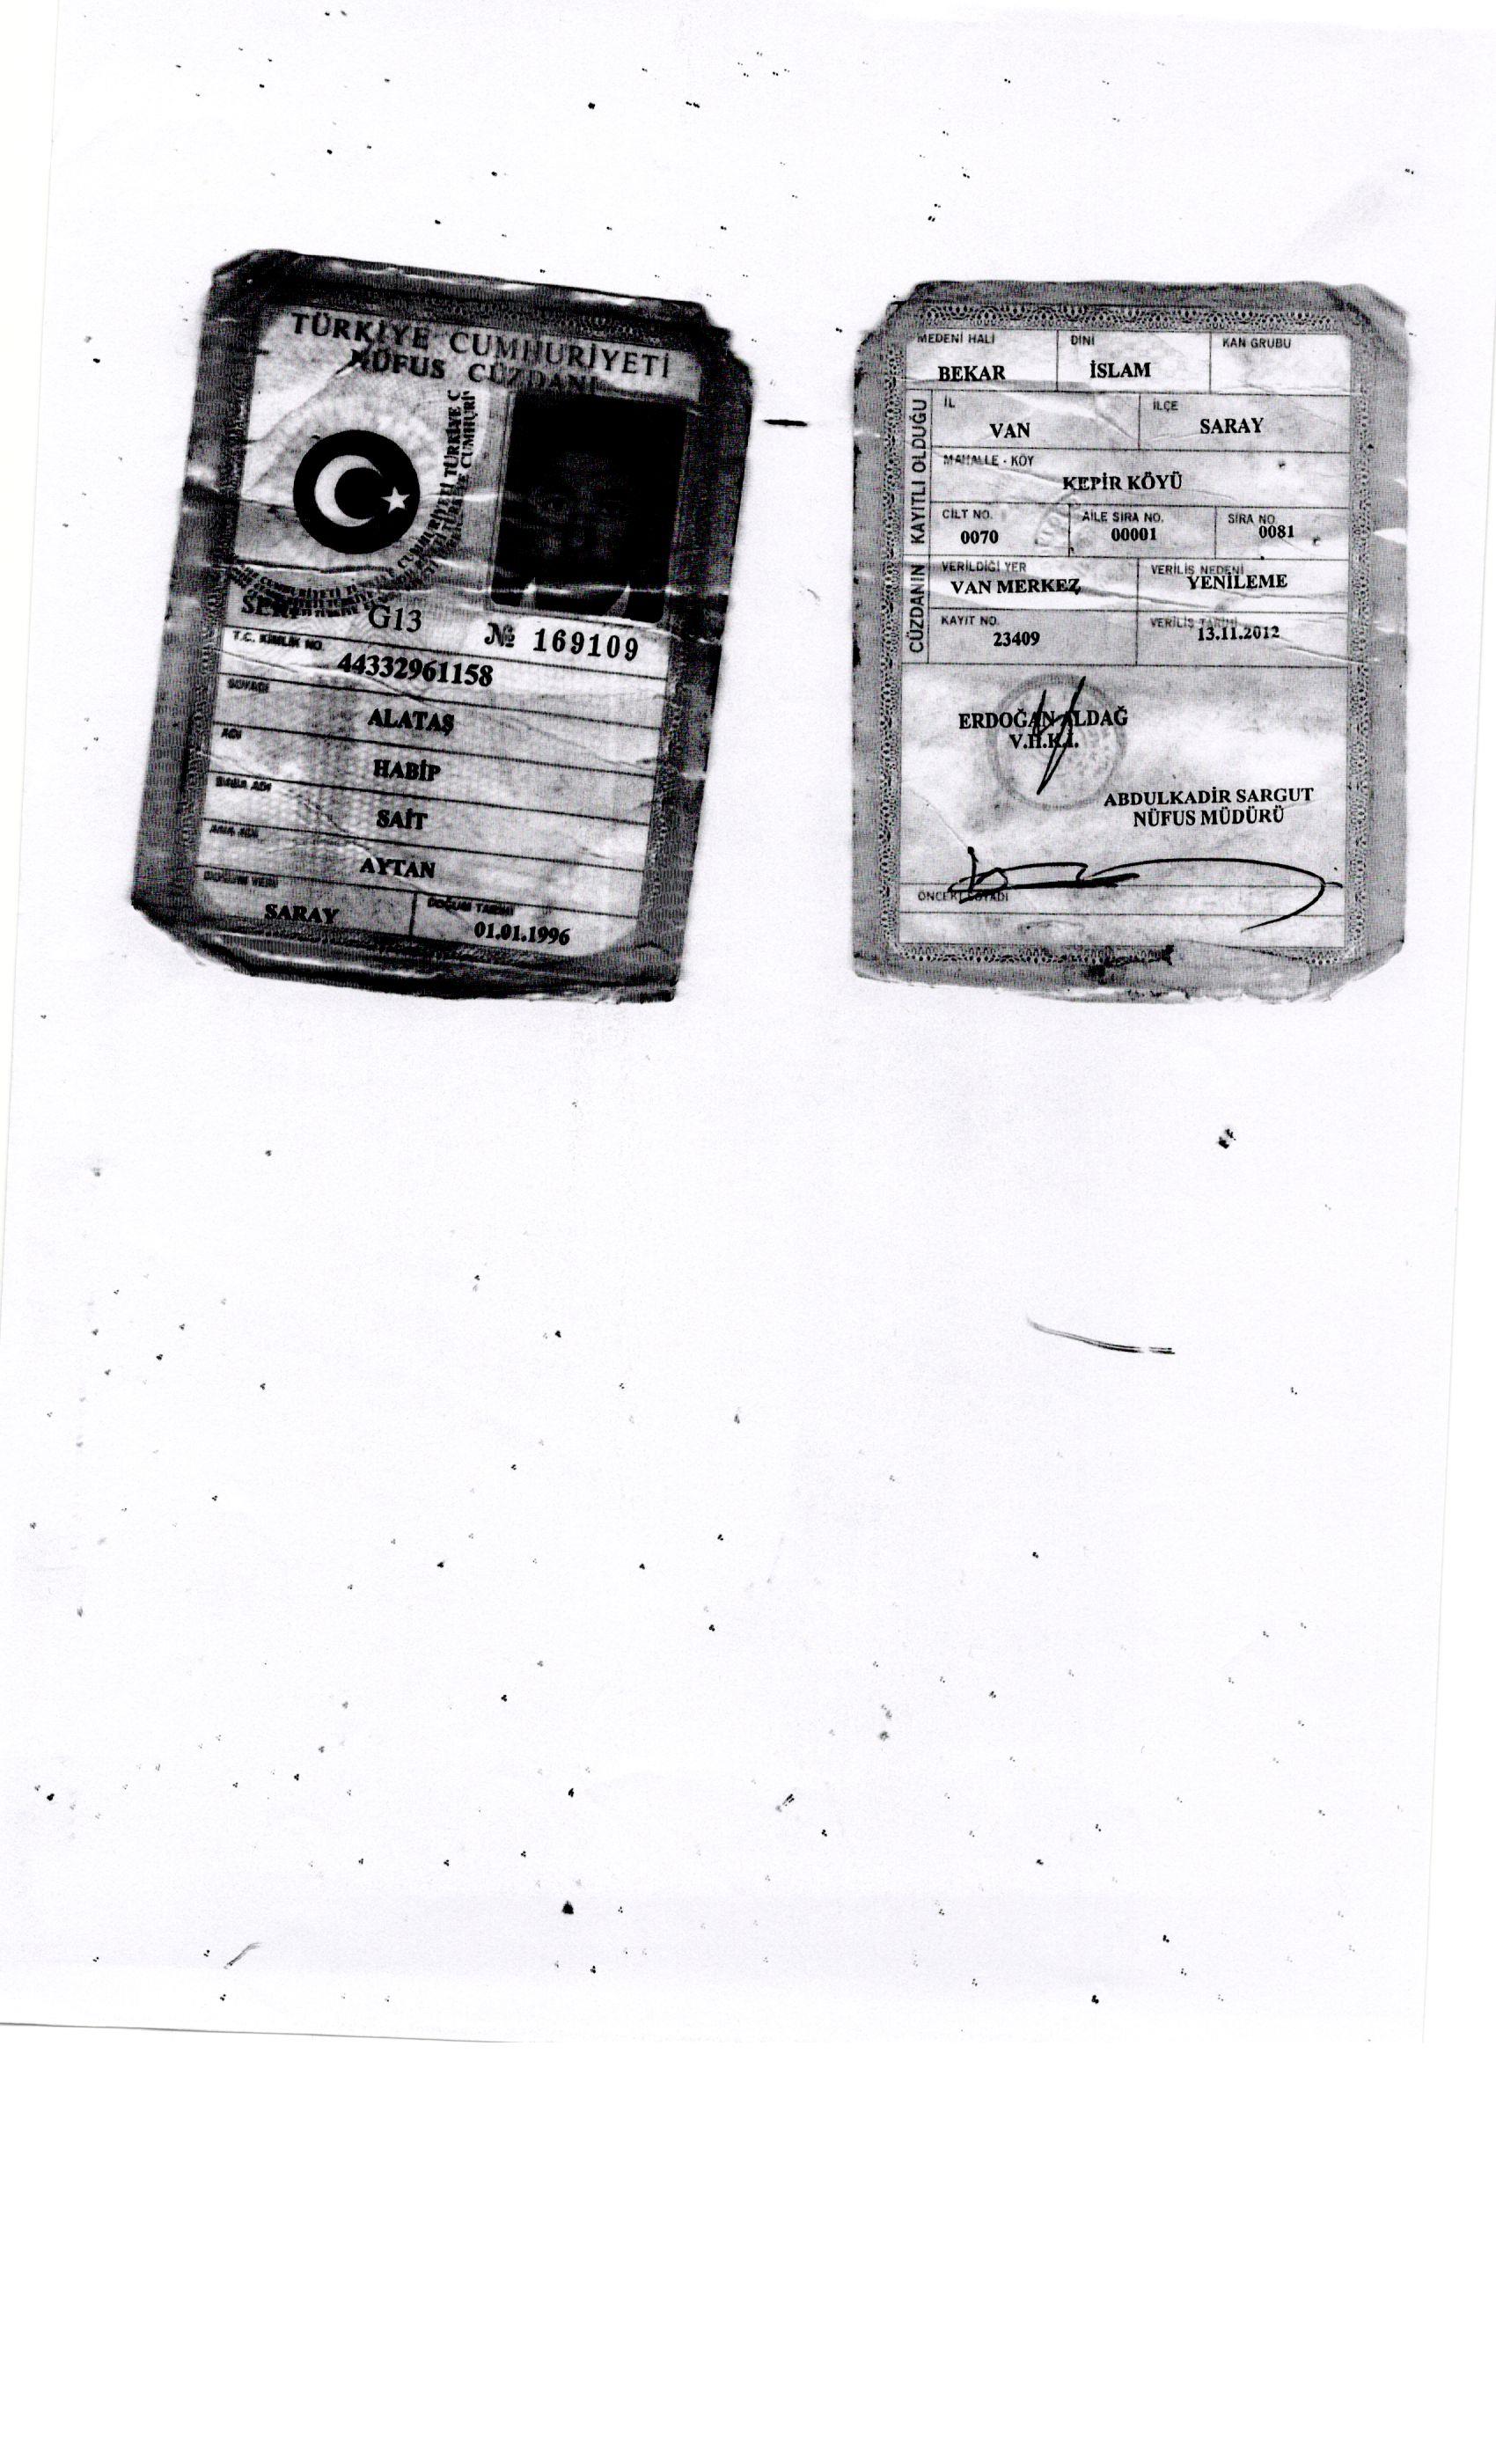 TÜRKİYE CUMHURİYETİ
NÜFUS CÜZDANI
SERİ G13 № 169109
T.C. KİMLİK NO. 44332961158
SOYADI
ALATAŞ
ADI
HABİP
BABA ADI
SAİT
ANA ADI
AYTAN
DOĞUM YERİ DOĞUM TARİHİ
SARAY 01.01.1996
MEDENİ HALİ DİNİ KAN GRUBU
BEKAR İSLAM
CÜZDANIN KAYITLI OLDUĞU
İL İLÇE
VAN SARAY
MAHALLE - KÖY
KEPİR KÖYÜ
CİLT NO. AİLE SIRA NO. SIRA NO
0070 00001 0081
VERİLDİĞİ YER VERİLİŞ NEDENİ
VAN MERKEZ YENİLEME
KAYIT NO. VERİLİŞ TARİHİ
23409 13.11.2012
ERDOĞAN ALDAĞ
V.H.K.İ.
ABDULKADİR SARGUT
NÜFUS MÜDÜRÜ
ÖNCEKİ SOYADI